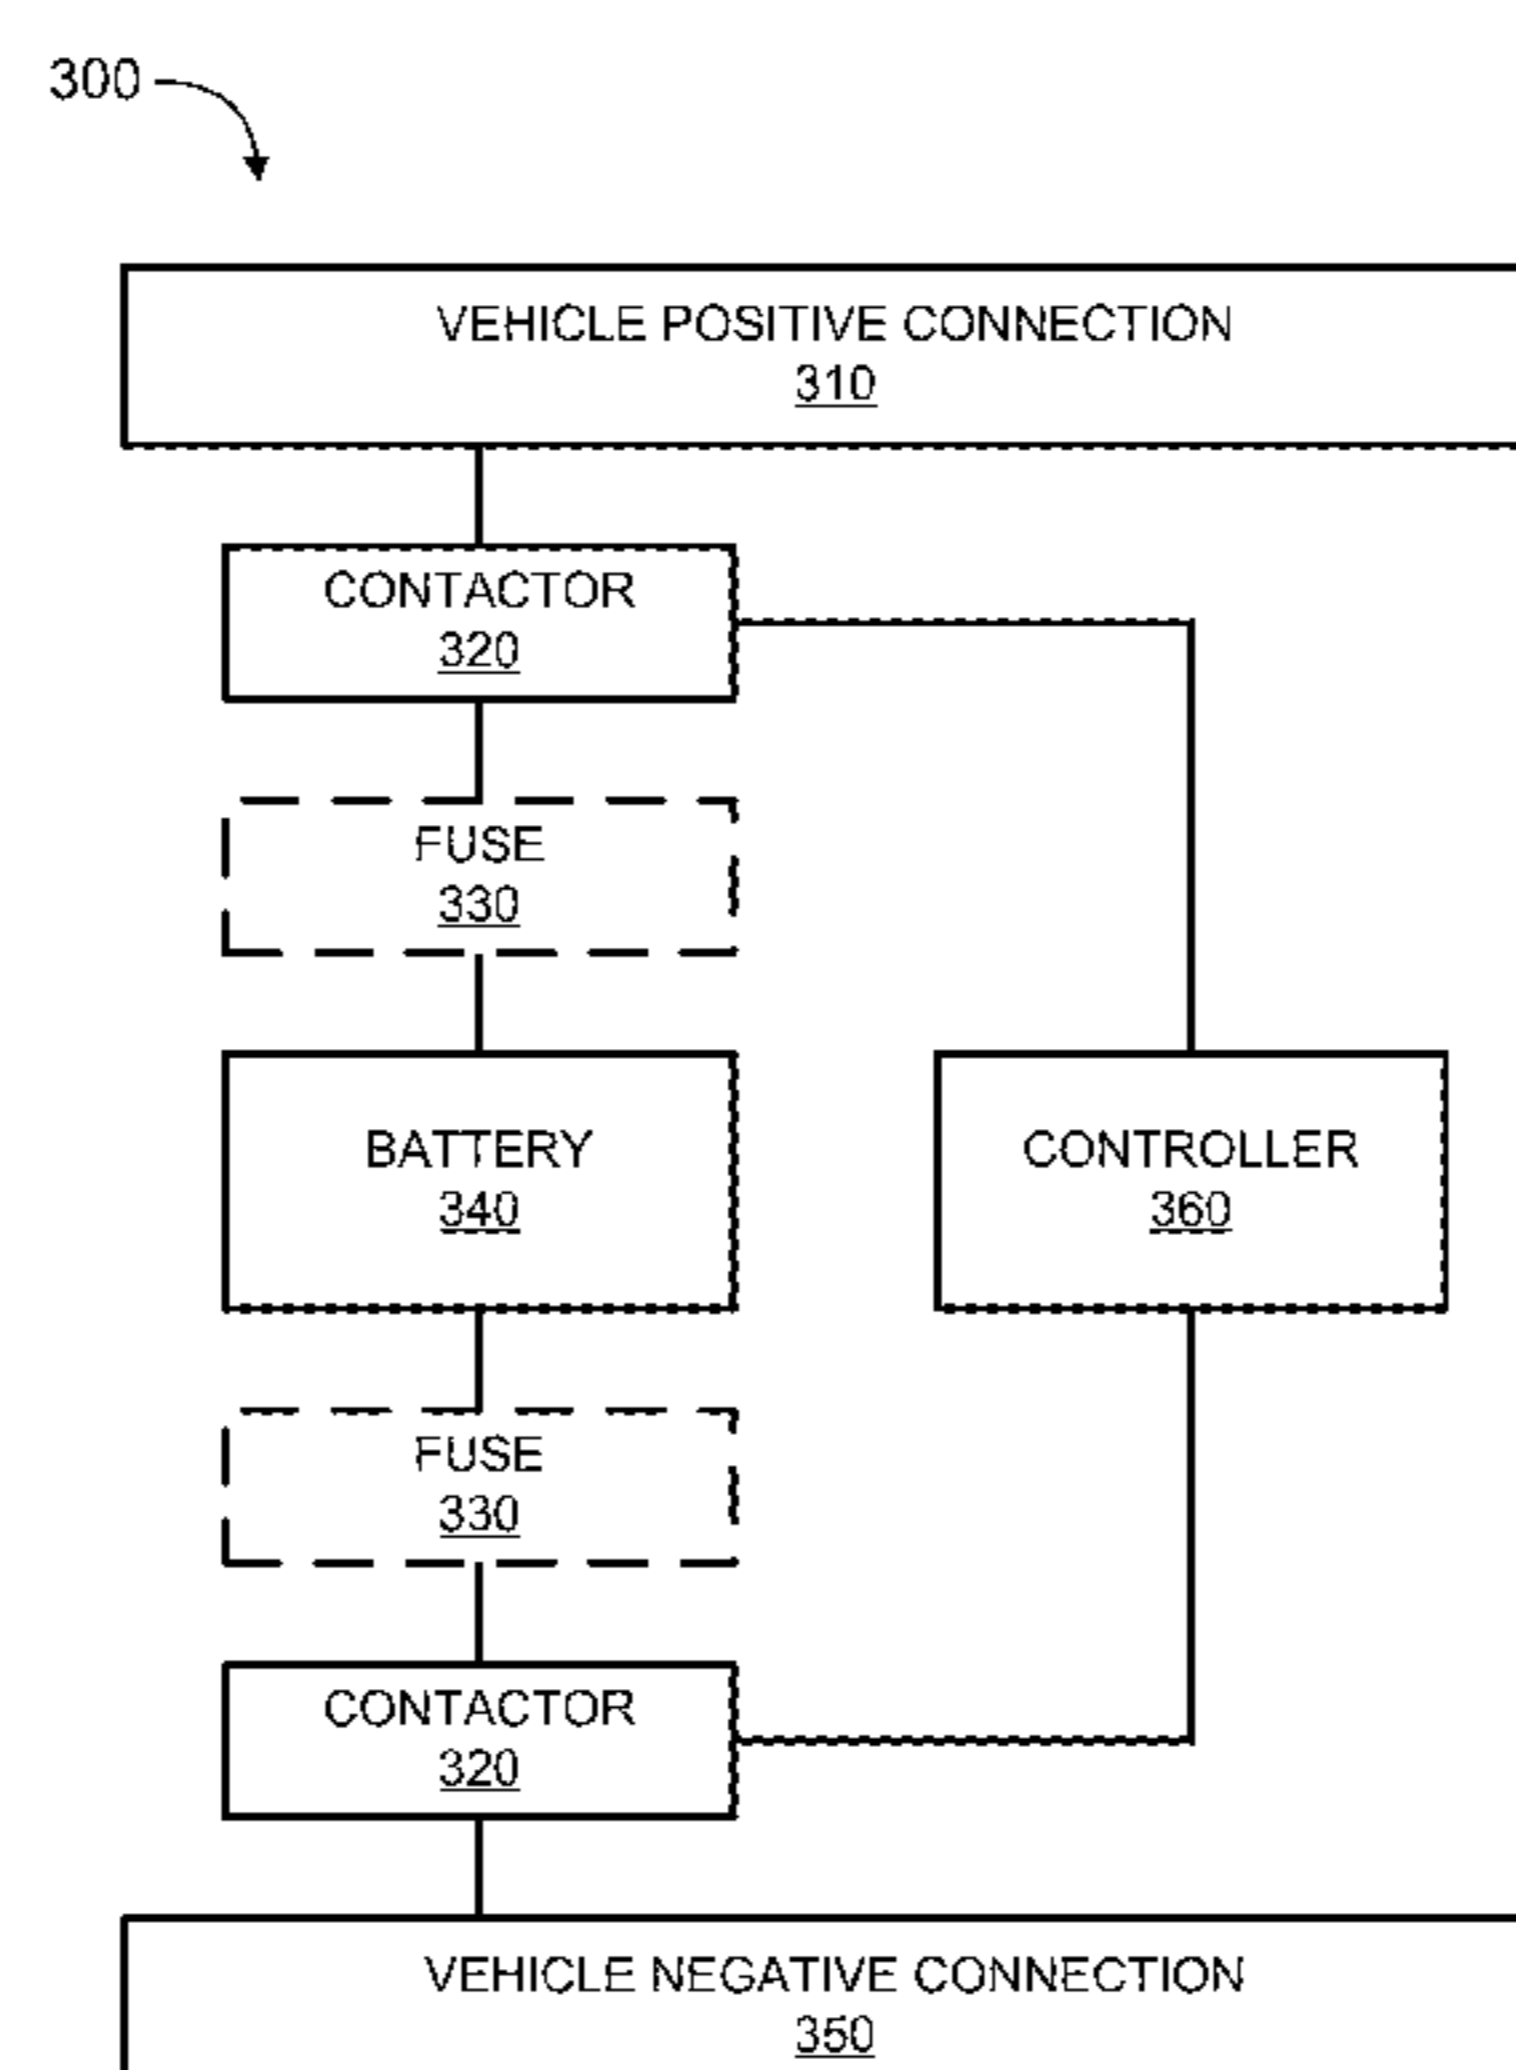 300
VEHICLE POSITIVE CONNECTION
310
CONTACTOR
320
FUSE
330
BATTERY
340
CONTROLLER
360
FUSE
330
CONTACTOR
320
VEHICLE NEGATIVE CONNECTION
350